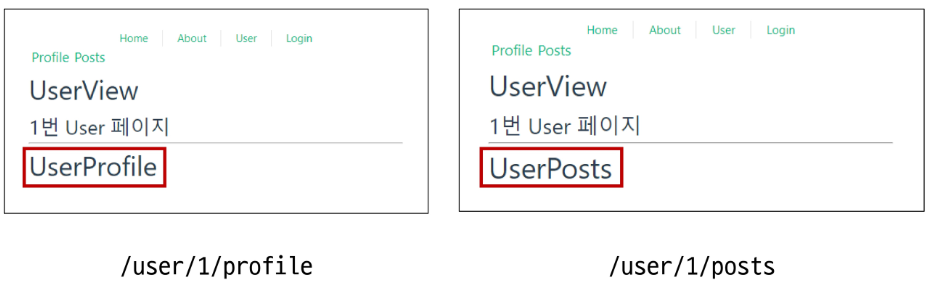 Home About User Login
Profile Posts
UserView
1번 User 페이지
UserProfile
/user/1/profile
Home About User Login
Profile Posts
UserView
1번 User 페이지
UserPosts
/user/1/posts